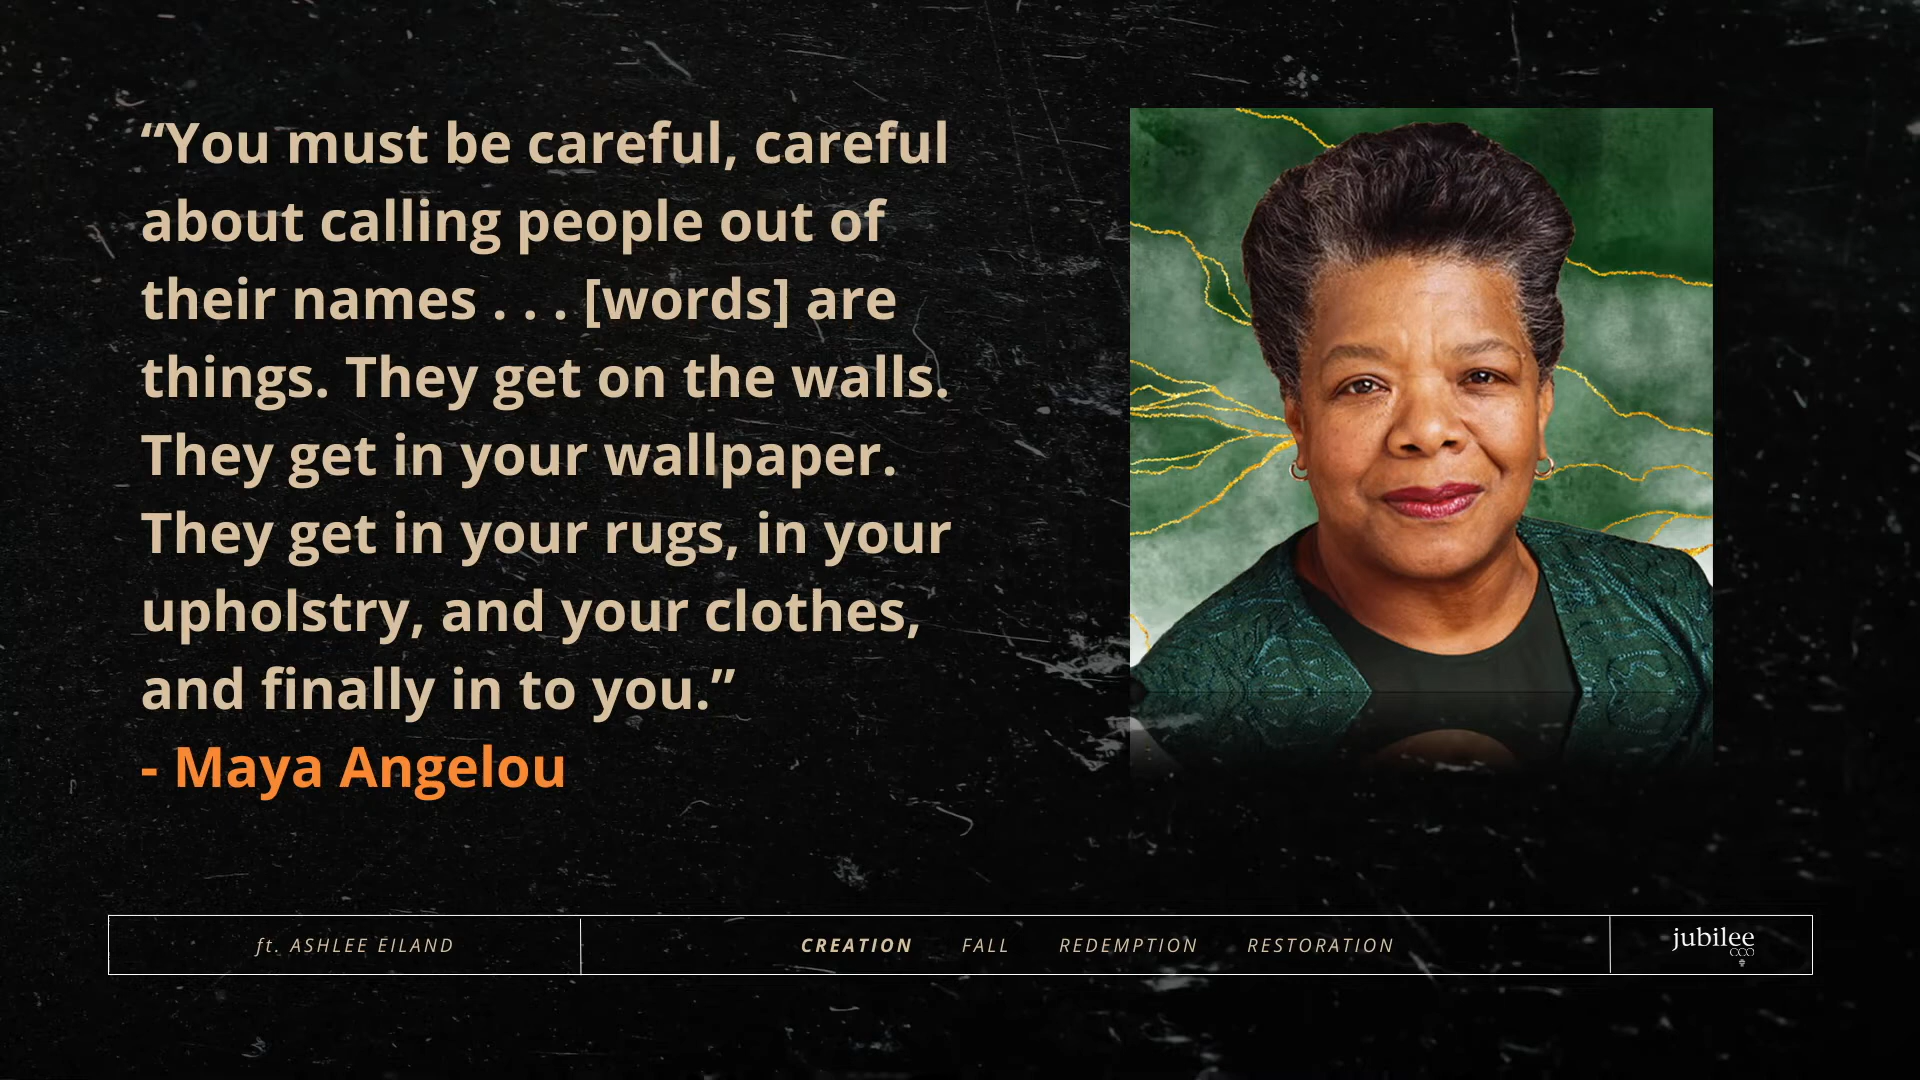 “You must be careful, careful
about calling people out of
their names . . . [words] are
things. They get on the walls.
They get in your wallpaper.
They get in your rugs, in your
upholstry, and your clothes,
and finally in to you.”
- Maya Angelou
ft. ASHLEE EILAND
CREATION FALL REDEMPTION RESTORATION
jubilee